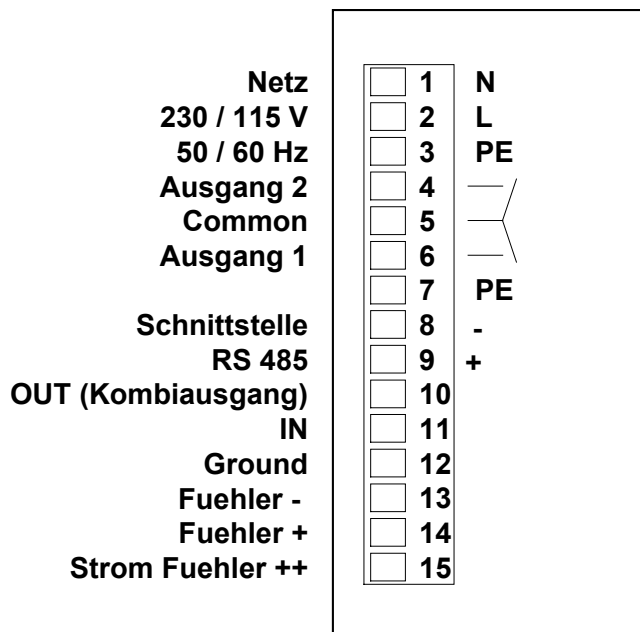 Netz 1 N
230 / 115 V 2 L
50 / 60 Hz 3 PE
Ausgang 2 4
Common 5
Ausgang 1 6
7 PE
Schnittstelle 8 -
RS 485 9 +
OUT (Kombiausgang) 10
IN 11
Ground 12
Fuehler - 13
Fuehler + 14
Strom Fuehler ++ 15